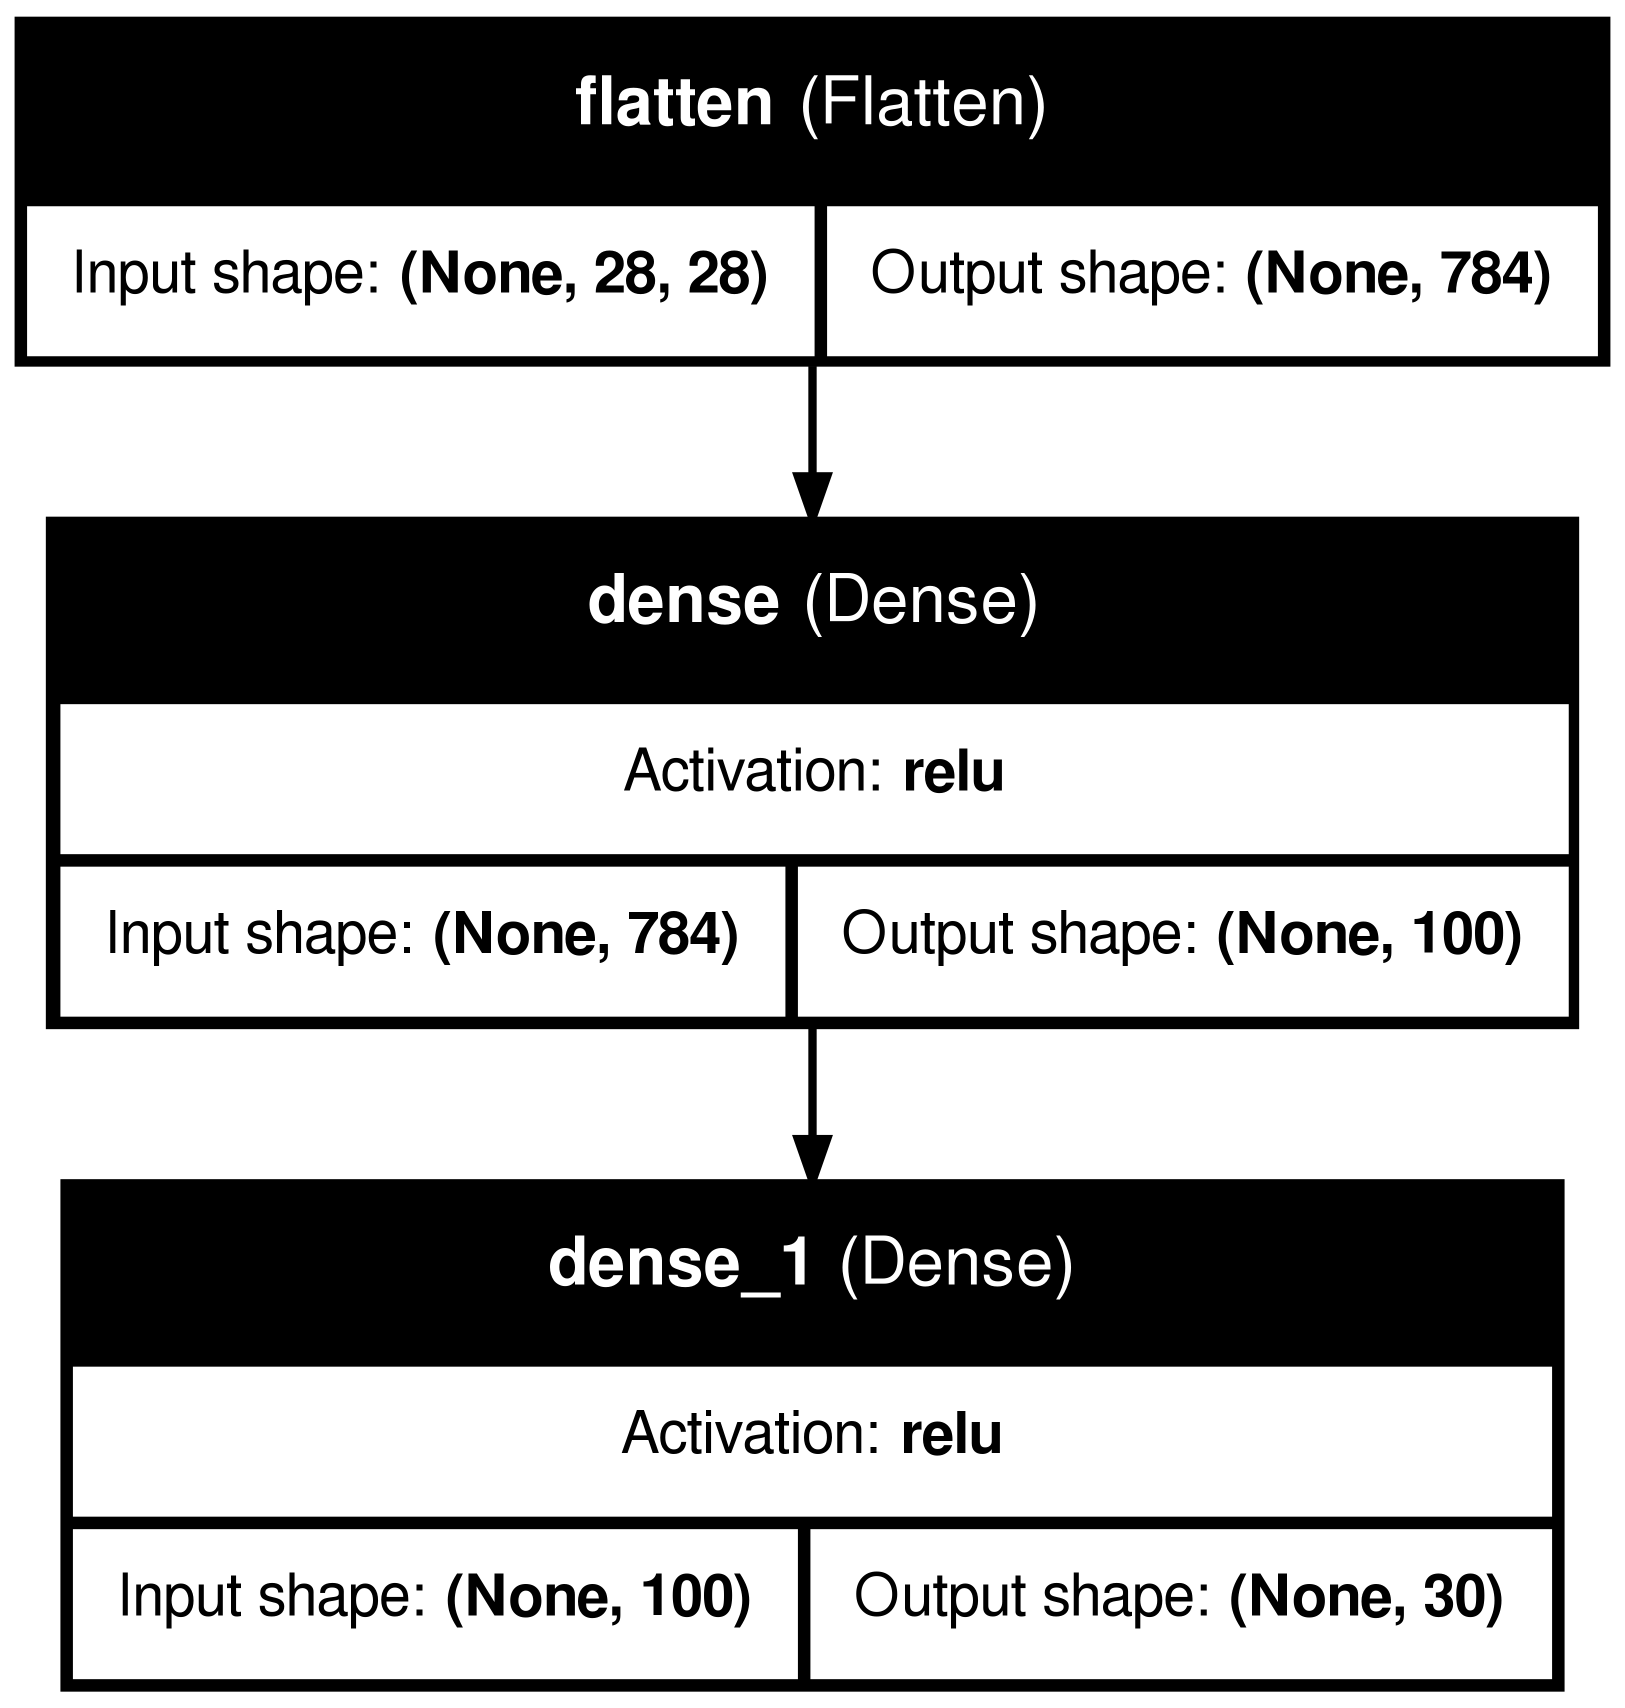 flatten (Flatten)
Input shape: (None, 28, 28) Output shape: (None, 784)
dense (Dense)
Activation: relu
Input shape: (None, 784) Output shape: (None, 100)
dense_1 (Dense)
Activation: relu
Input shape: (None, 100) Output shape: (None, 30)